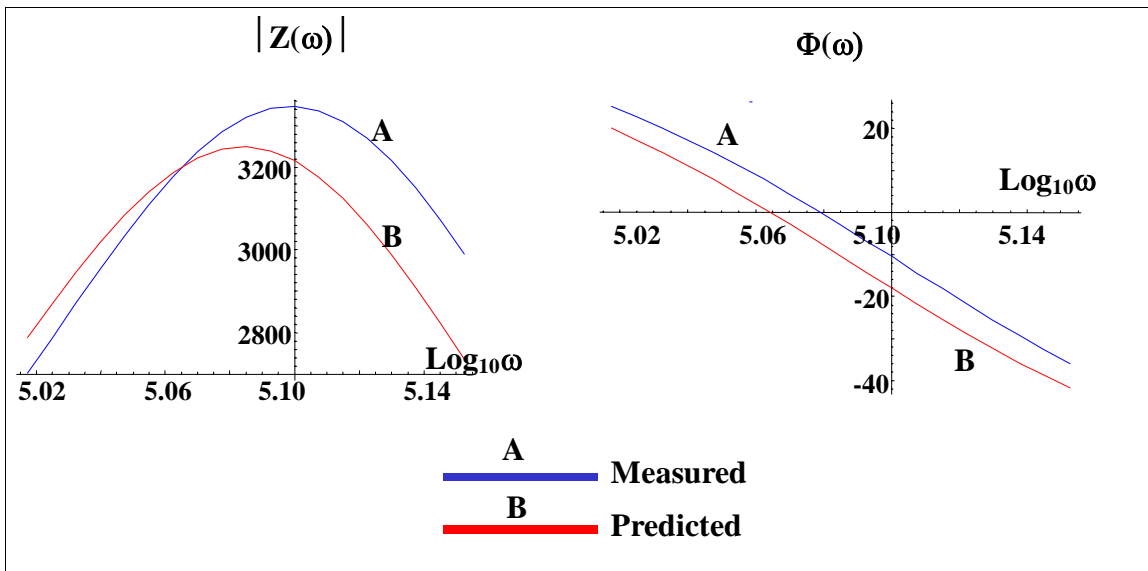 |Z(ω)|
A
3200
3000
B
2800
Log₁₀ω
5.02 5.06 5.10 5.14
Φ(ω)
20
A
Log₁₀ω
5.02 5.06 5.10 5.14
-20
B
-40
A
Measured
B
Predicted